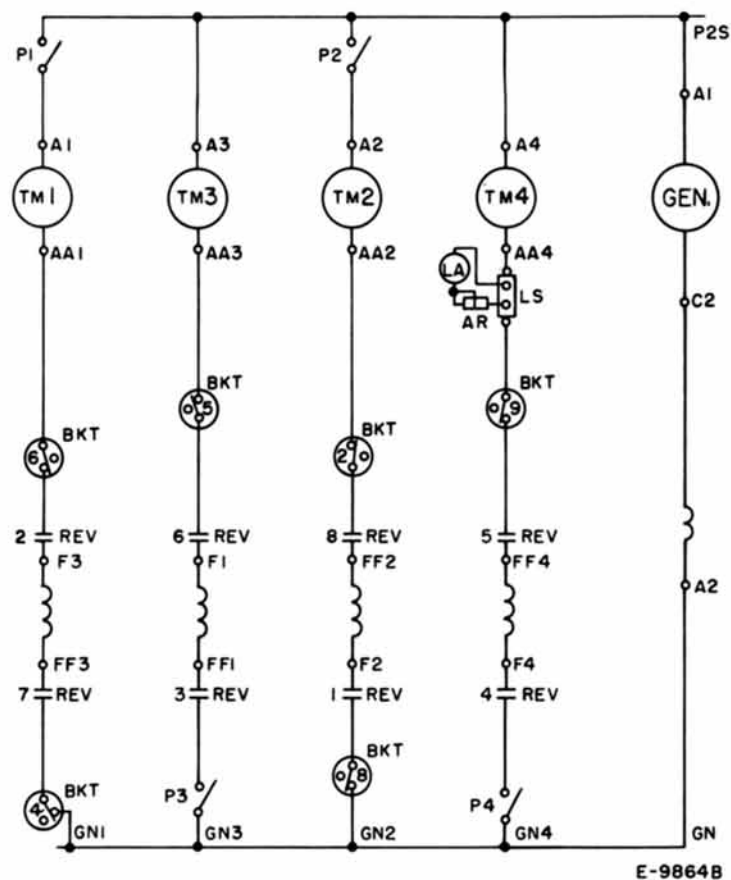 P2S
P1
P2
A1
A1
A3
A2
A4
TM1
TM3
TM2
TM4
GEN.
AA1
AA3
AA2
AA4
LA
LS
AR
C2
BKT
5
BKT
9
BKT
6
BKT
2
2 REV
6 REV
8 REV
5 REV
F3
F1
FF2
FF4
A2
FF3
FF1
F2
F4
7 REV
3 REV
1 REV
4 REV
BKT
8
P3
P4
BKT
4
GN1
GN3
GN2
GN4
GN
E-9864B